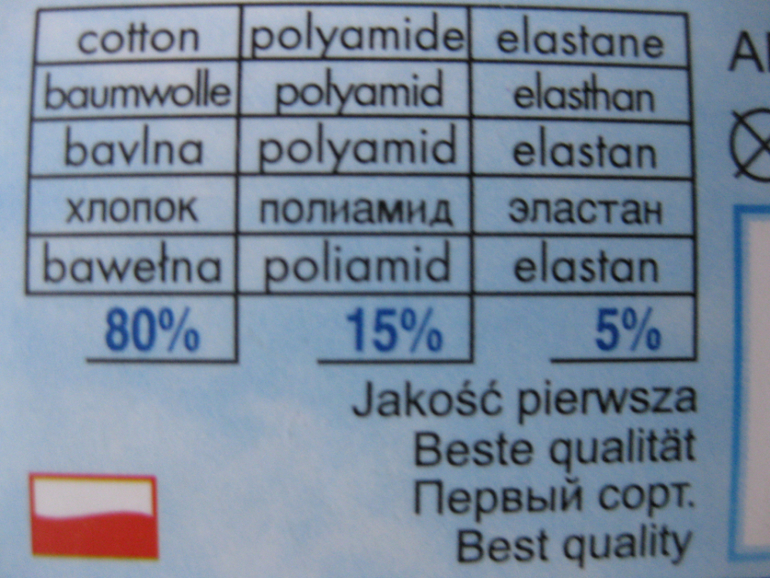 cotton polyamide elastane
baumwolle polyamid elasthan
bavlna polyamid elastan
хлопок полиамид эластан
bawełna poliamid elastan
80% 15% 5%
Jakość pierwsza
Beste qualität
Первый сорт.
Best quality